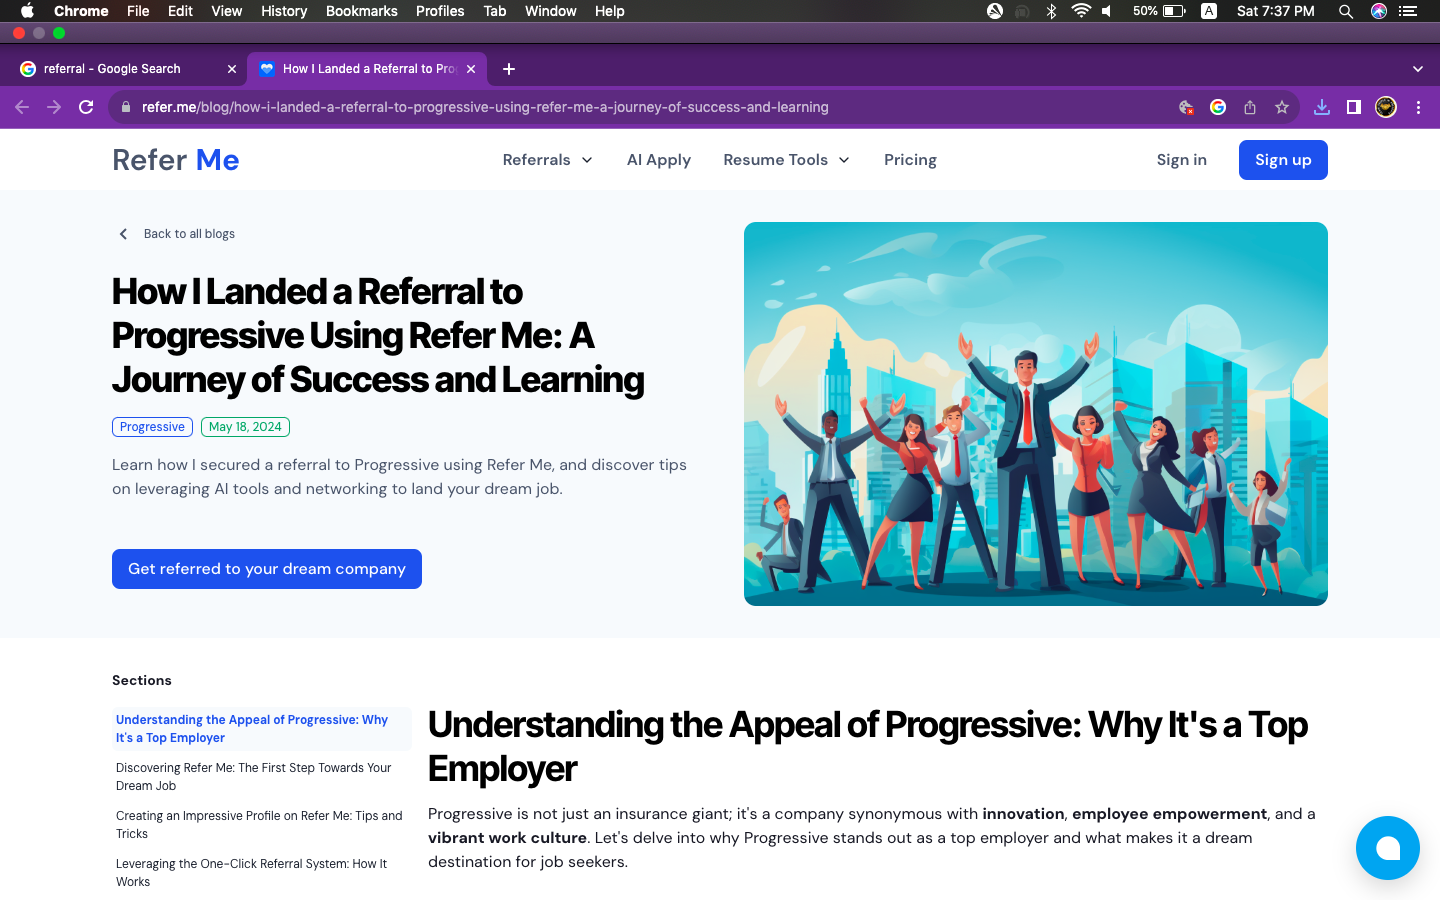 Chrome File Edit View History Bookmarks Profiles Tab Window Help 50% A Sat 7:37 PM
referral - Google Search How I Landed a Referral to Pro
refer.me/blog/how-i-landed-a-referral-to-progressive-using-refer-me-a-journey-of-success-and-learning
Refer Me Referrals AI Apply Resume Tools Pricing Sign in Sign up
Back to all blogs
How I Landed a Referral to
Progressive Using Refer Me: A
Journey of Success and Learning
Progressive May 18, 2024
Learn how I secured a referral to Progressive using Refer Me, and discover tips
on leveraging AI tools and networking to land your dream job.
Get referred to your dream company
Sections
Understanding the Appeal of Progressive: Why
It's a Top Employer
Discovering Refer Me: The First Step Towards Your
Dream Job
Creating an Impressive Profile on Refer Me: Tips and
Tricks
Leveraging the One-Click Referral System: How It
Works
Understanding the Appeal of Progressive: Why It's a Top
Employer
Progressive is not just an insurance giant; it's a company synonymous with innovation, employee empowerment, and a
vibrant work culture. Let's delve into why Progressive stands out as a top employer and what makes it a dream
destination for job seekers.